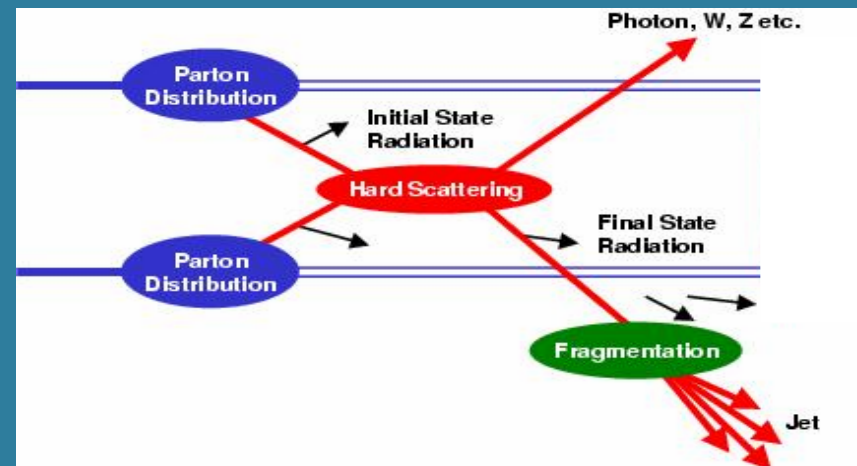 Photon, W, Z etc.
Parton
Distribution
Initial State
Radiation
Hard Scattering
Final State
Radiation
Parton
Distribution
Fragmentation
Jet